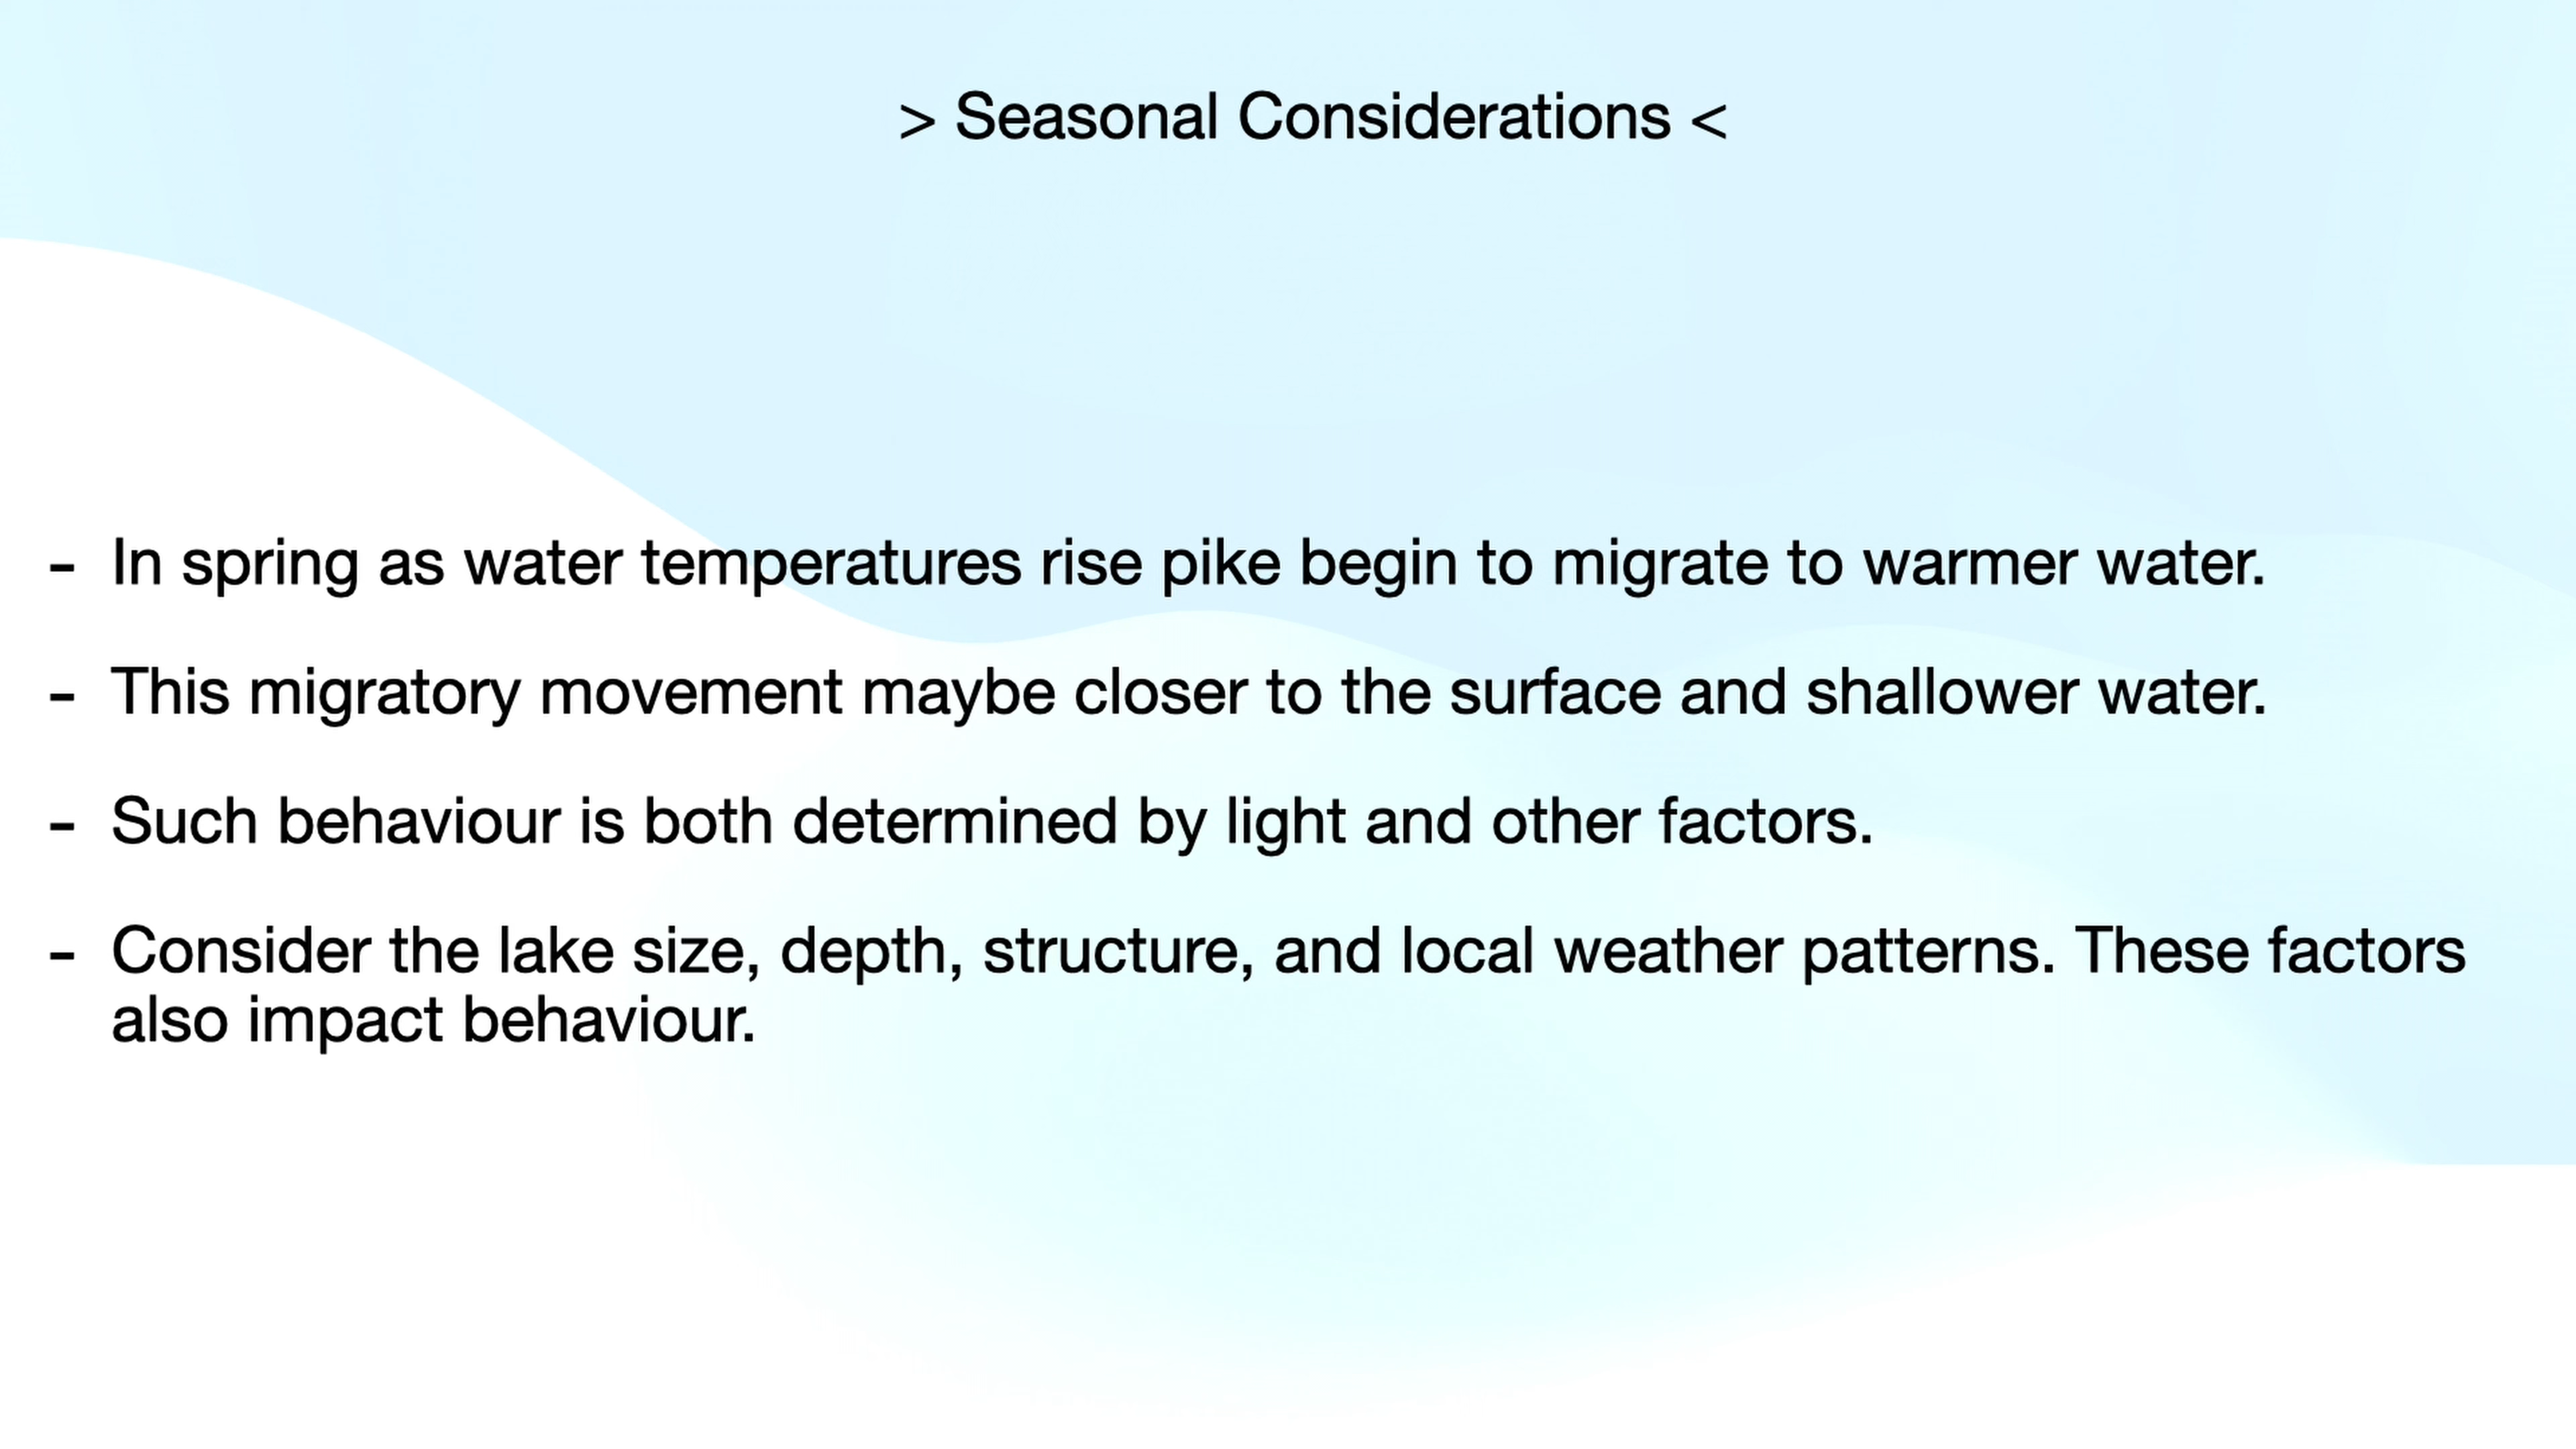 > Seasonal Considerations <
- In spring as water temperatures rise pike begin to migrate to warmer water.
- This migratory movement maybe closer to the surface and shallower water.
- Such behaviour is both determined by light and other factors.
- Consider the lake size, depth, structure, and local weather patterns. These factors
also impact behaviour.